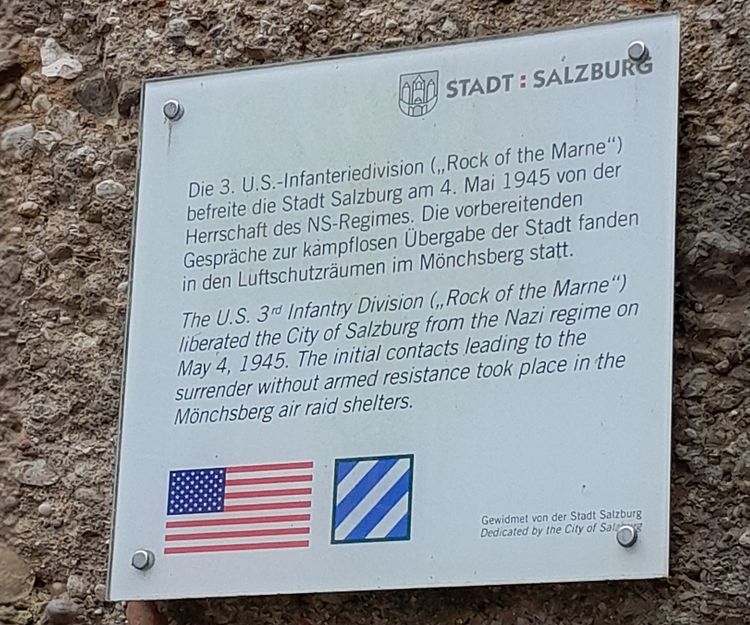 STADT : SALZBURG
Die 3. U.S.-Infanteriedivision („Rock of the Marne“)
befreite die Stadt Salzburg am 4. Mai 1945 von der
Herrschaft des NS-Regimes. Die vorbereitenden
Gespräche zur kampflosen Übergabe der Stadt fanden
in den Luftschutzräumen im Mönchsberg statt.
The U.S. 3rd Infantry Division („Rock of the Marne“)
liberated the City of Salzburg from the Nazi regime on
May 4, 1945. The initial contacts leading to the
surrender without armed resistance took place in the
Mönchsberg air raid shelters.
Gewidmet von der Stadt Salzburg
Dedicated by the City of Salzburg